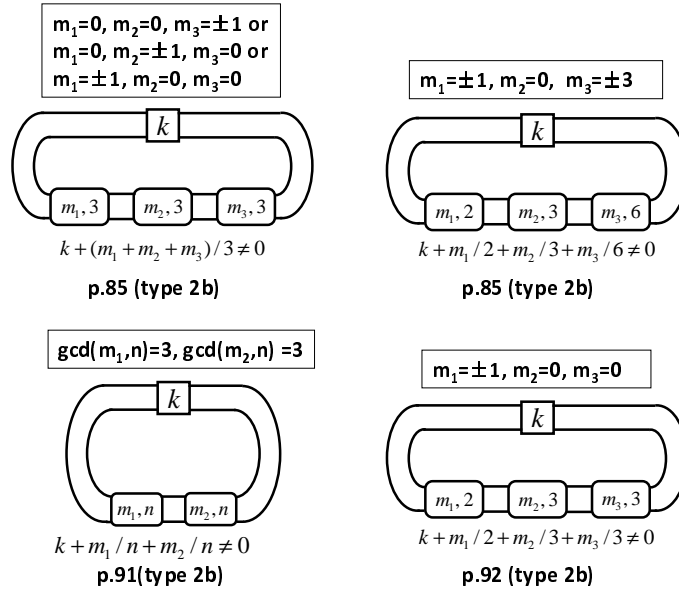 m₁=0, m₂=0, m₃=±1 or
m₁=0, m₂=±1, m₃=0 or
m₁=±1, m₂=0, m₃=0
k
m₁,3 m₂,3 m₃,3
k+(m₁+m₂+m₃)/3≠0
p.85 (type 2b)
m₁=±1, m₂=0, m₃=±3
k
m₁,2 m₂,3 m₃,6
k+m₁/2+m₂/3+m₃/6≠0
p.85 (type 2b)
gcd(m₁,n)=3, gcd(m₂,n) =3
k
m₁,n m₂,n
k+m₁/n+m₂/n≠0
p.91(type 2b)
m₁=±1, m₂=0, m₃=0
k
m₁,2 m₂,3 m₃,3
k+m₁/2+m₂/3+m₃/3≠0
p.92 (type 2b)